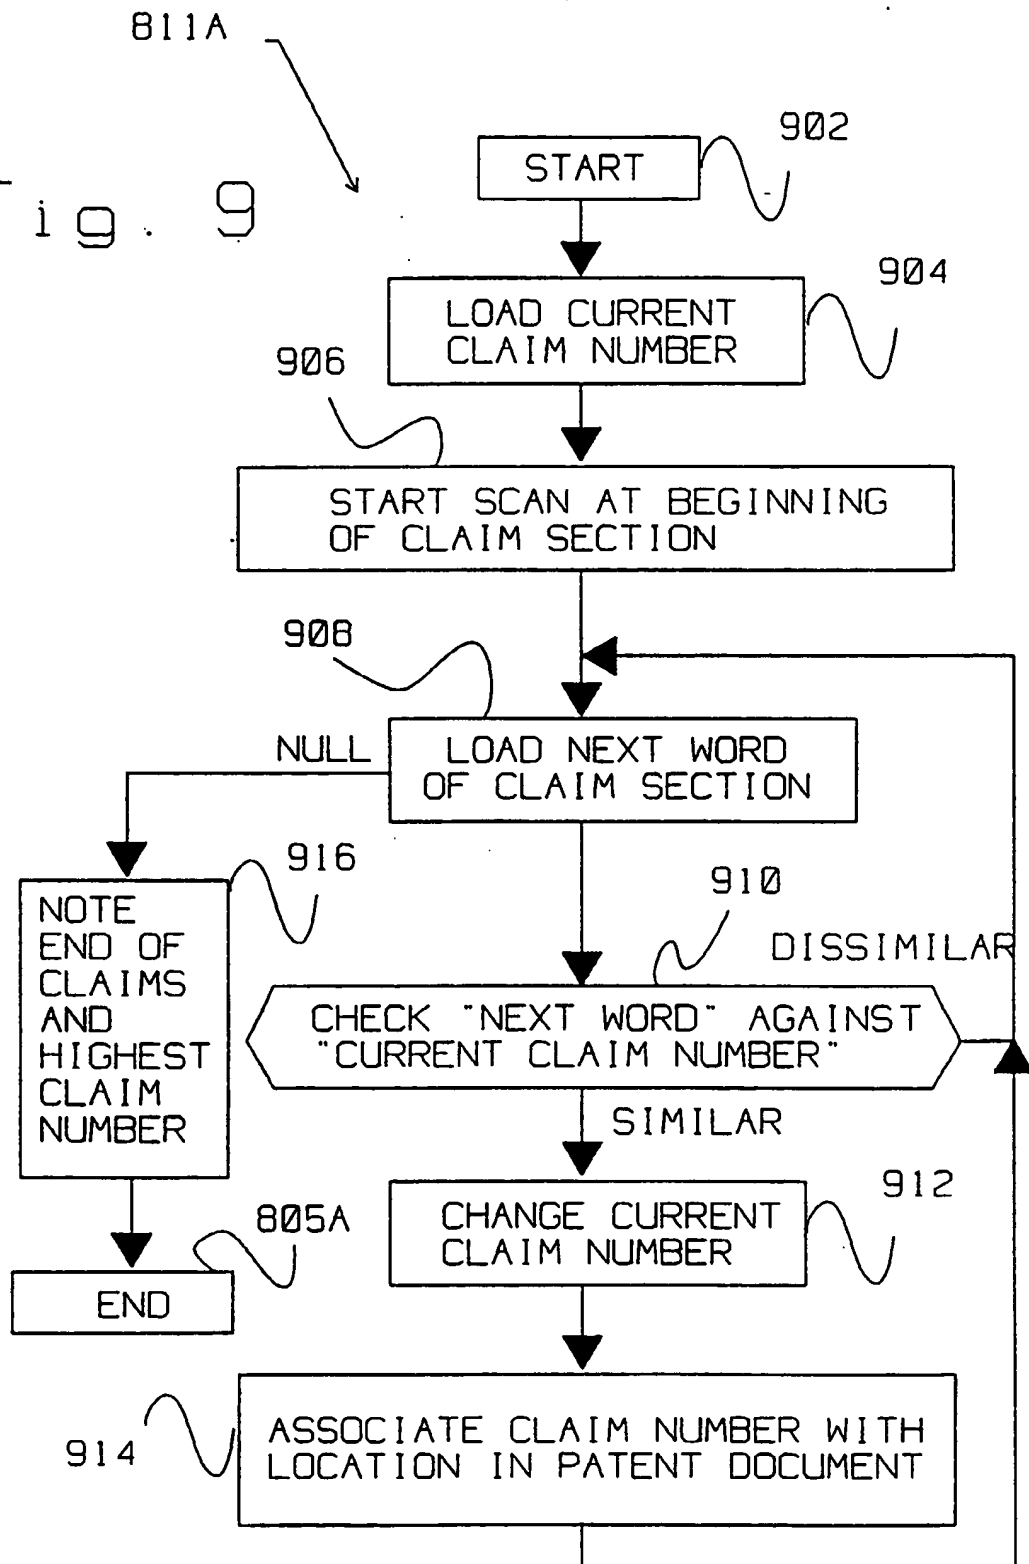 811A
ig. 9
902
START
904
LOAD CURRENT
CLAIM NUMBER
906
START SCAN AT BEGINNING
OF CLAIM SECTION
908
NULL
LOAD NEXT WORD
OF CLAIM SECTION
916
NOTE
END OF
CLAIMS
AND
HIGHEST
CLAIM
NUMBER
910
DISSIMILAR
CHECK "NEXT WORD" AGAINST
"CURRENT CLAIM NUMBER"
SIMILAR
912
CHANGE CURRENT
CLAIM NUMBER
805A
END
914
ASSOCIATE CLAIM NUMBER WITH
LOCATION IN PATENT DOCUMENT